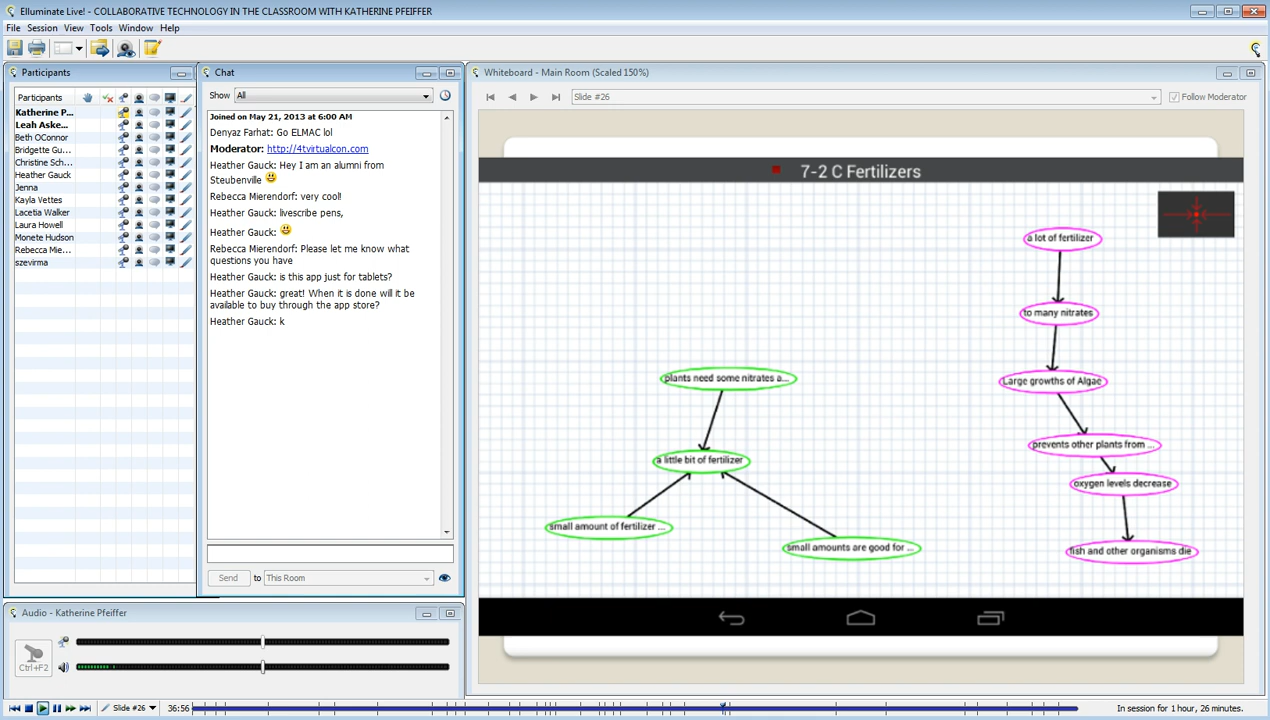 Elluminate Live! - COLLABORATIVE TECHNOLOGY IN THE CLASSROOM WITH KATHERINE PFEIFFER
File Session View Tools Window Help
Participants
Participants
Katherine P...
Leah Aske...
Beth OConnor
Bridgette Gu...
Christine Sch...
Heather Gauck
Jenna
Kayla Vettes
Lacetia Walker
Laura Howell
Monete Hudson
Rebecca Mie...
szevirma
Chat
Show All
Joined on May 21, 2013 at 6:00 AM
Denyaz Farhat: Go ELMAC lol
Moderator: http://4tvirtualcon.com
Heather Gauck: Hey I am an alumni from
Steubenville
Rebecca Mierendorf: very cool!
Heather Gauck: livescribe pens,
Heather Gauck:
Rebecca Mierendorf: Please let me know what
questions you have
Heather Gauck: is this app just for tablets?
Heather Gauck: great! When it is done will it be
available to buy through the app store?
Heather Gauck: k
Send to This Room
Audio - Katherine Pfeiffer
Ctrl+F2
Whiteboard - Main Room (Scaled 150%)
Slide #26
Follow Moderator
7-2 C Fertilizers
a lot of fertilizer
to many nitrates
Large growths of Algae
prevents other plants from ...
oxygen levels decrease
fish and other organisms die
plants need some nitrates a...
a little bit of fertilizer
small amount of fertilizer ...
small amounts are good for ...
Slide #26
36:56
In session for 1 hour, 26 minutes.